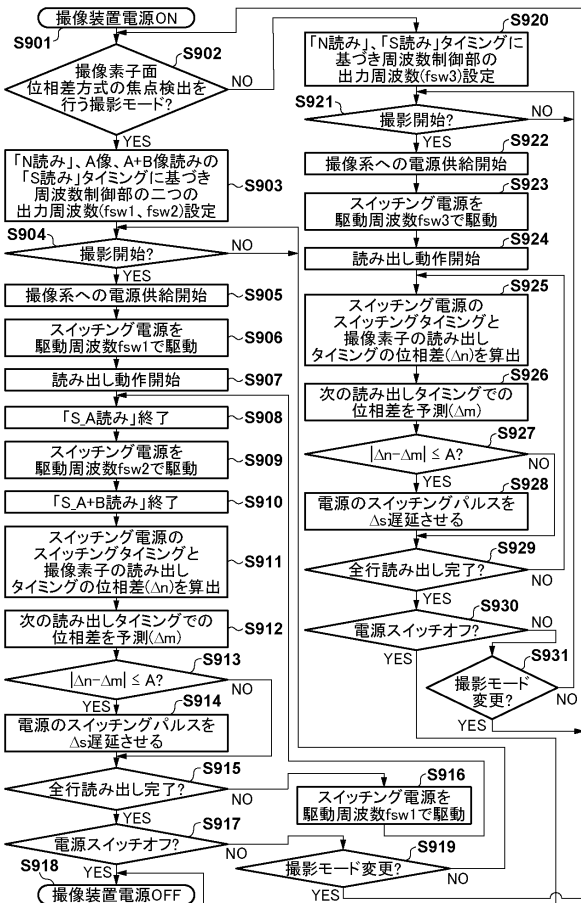 撮像装置電源ON
S901
S902
撮像素子面
位相差方式の焦点検出を
行う撮影モード?
NO
YES
「N読み」、A像、A+B像読みの
「S読み」タイミングに基づき
周波数制御部の二つの
出力周波数(fsw1、fsw2)設定
S903
S904
撮影開始?
NO
YES
撮像系への電源供給開始
S905
スイッチング電源を
駆動周波数fsw1で駆動
S906
読み出し動作開始
S907
「S_A読み」終了
S908
スイッチング電源を
駆動周波数fsw2で駆動
S909
「S_A+B読み」終了
S910
スイッチング電源の
スイッチングタイミングと
撮像素子の読み出し
タイミングの位相差(Δn)を算出
S911
次の読み出しタイミングでの
位相差を予測(Δm)
S912
S913
|Δn-Δm| ≤ A?
NO
YES
S914
電源のスイッチングパルスを
Δs遅延させる
S915
全行読み出し完了?
NO
YES
S916
スイッチング電源を
駆動周波数fsw1で駆動
S917
電源スイッチオフ?
NO
YES
S918
撮像装置電源OFF
S919
撮影モード変更?
NO
YES
S920
「N読み」、「S読み」タイミングに
基づき周波数制御部の
出力周波数(fsw3)設定
S921
撮影開始?
NO
YES
S922
撮像系への電源供給開始
S923
スイッチング電源を
駆動周波数fsw3で駆動
S924
読み出し動作開始
S925
スイッチング電源の
スイッチングタイミングと
撮像素子の読み出し
タイミングの位相差(Δn)を算出
S926
次の読み出しタイミングでの
位相差を予測(Δm)
S927
|Δn-Δm| ≤ A?
NO
YES
S928
電源のスイッチングパルスを
Δs遅延させる
S929
全行読み出し完了?
NO
YES
S930
電源スイッチオフ?
NO
YES
S931
撮影モード
変更?
NO
YES